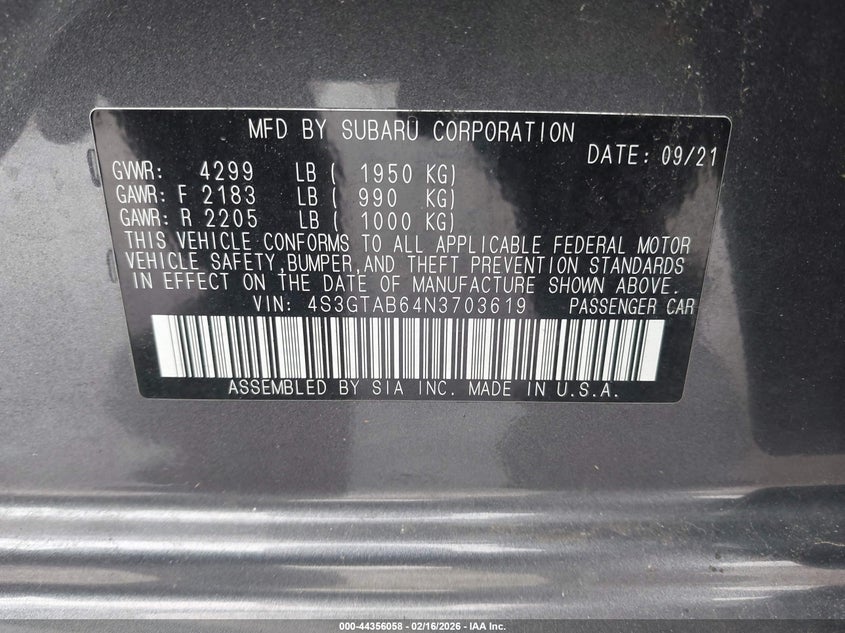 MFD BY SUBARU CORPORATION
DATE: 09/21
GVWR: 4299 LB ( 1950 KG)
GAWR: F 2183 LB ( 990 KG)
GAWR: R 2205 LB ( 1000 KG)
THIS VEHICLE CONFORMS TO ALL APPLICABLE FEDERAL MOTOR
VEHICLE SAFETY,BUMPER,AND THEFT PREVENTION STANDARDS
IN EFFECT ON THE DATE OF MANUFACTURE SHOWN ABOVE.
VIN: 4S3GTAB64N3703619 PASSENGER CAR
ASSEMBLED BY SIA INC. MADE IN U.S.A.
000-44356058 - 02/16/2026 - IAA Inc.